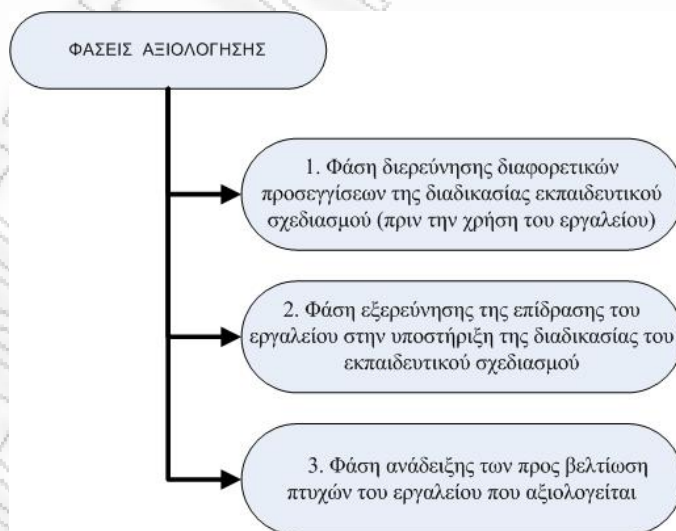 ΦΑΣΕΙΣ ΑΞΙΟΛΟΓΗΣΗΣ
1. Φάση διερεύνησης διαφορετικών
προσεγγίσεων της διαδικασίας εκπαιδευτικού
σχεδιασμού (πριν την χρήση του εργαλείου)
2. Φάση εξερεύνησης της επίδρασης του
εργαλείου στην υποστήριξη της διαδικασίας του
εκπαιδευτικού σχεδιασμού
3. Φάση ανάδειξης των προς βελτίωση
πτυχών του εργαλείου που αξιολογείται